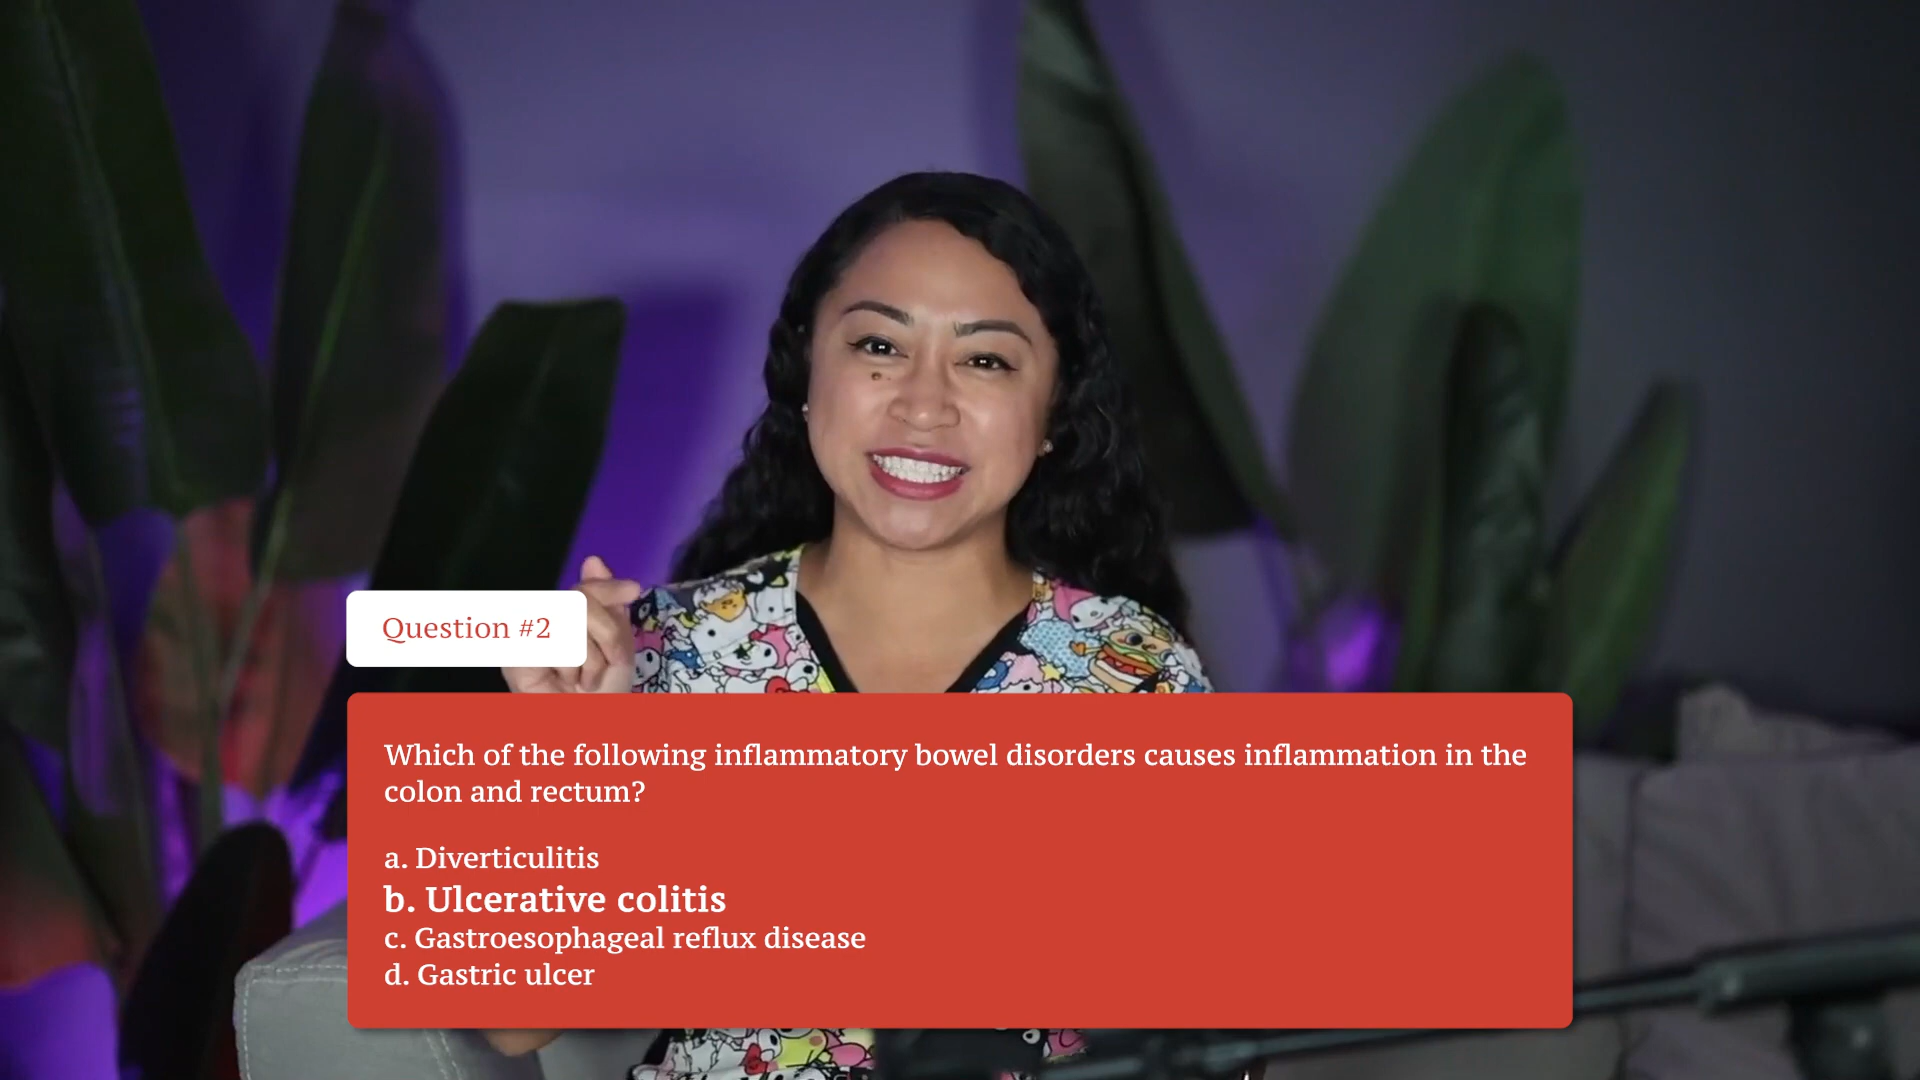 Question #2
Which of the following inflammatory bowel disorders causes inflammation in the
colon and rectum?
a. Diverticulitis
b. Ulcerative colitis
c. Gastroesophageal reflux disease
d. Gastric ulcer